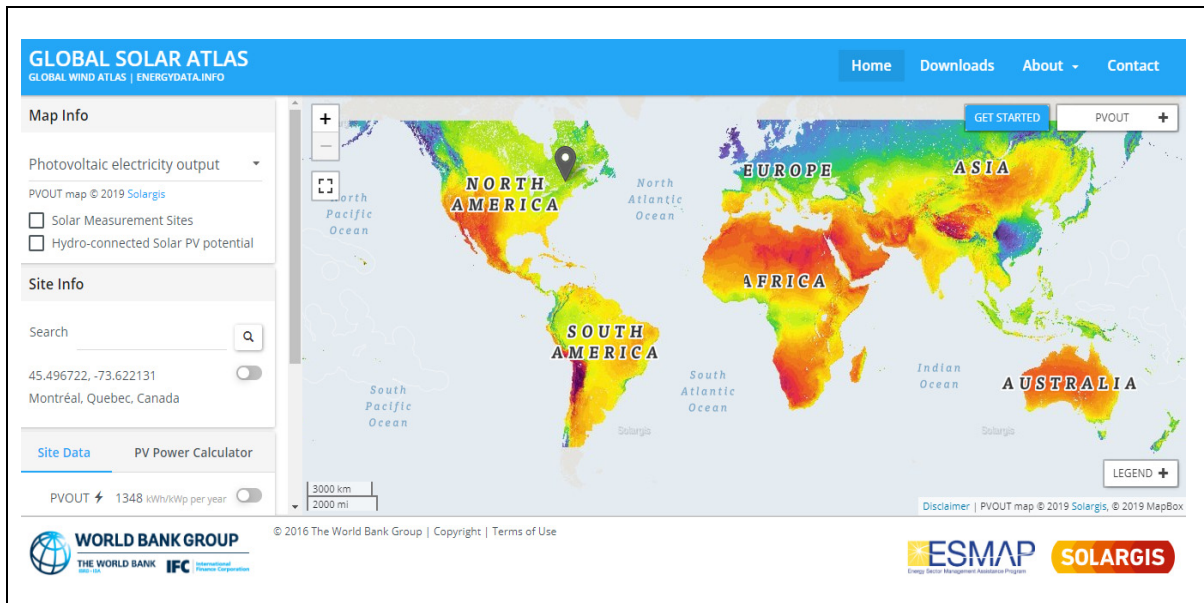 GLOBAL SOLAR ATLAS
GLOBAL WIND ATLAS | ENERGYDATA.INFO
Home
Downloads
About
Contact
Map Info
Photovoltaic electricity output
PVOUT map © 2019 Solargis
Solar Measurement Sites
Hydro-connected Solar PV potential
Site Info
Search
45.496722, -73.622131
Montréal, Quebec, Canada
Site Data
PV Power Calculator
PVOUT
1348 kWh/kWp per year
+
−
GET STARTED
PVOUT +
NORTH
AMERICA
EUROPE
ASIA
North
Pacific
Ocean
North
Atlantic
Ocean
AFRICA
SOUTH
AMERICA
Indian
Ocean
AUSTRALIA
South
Pacific
Ocean
South
Atlantic
Ocean
Solargis
Solargis
LEGEND +
3000 km
2000 mi
Disclaimer | PVOUT map © 2019 Solargis, © 2019 MapBox
© 2016 The World Bank Group | Copyright | Terms of Use
WORLD BANK GROUP
THE WORLD BANK
IBRD • IDA
IFC
International
Finance Corporation
ESMAP
Energy Sector Management Assistance Program
SOLARGIS